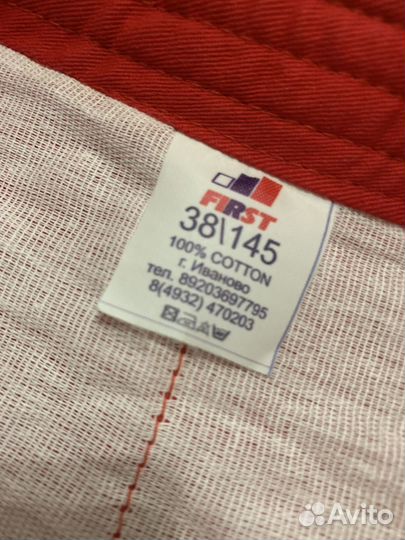 FIRST
38\145
100% COTTON
г. Иваново
тел. 89203697795
8(4932) 470203
Avito